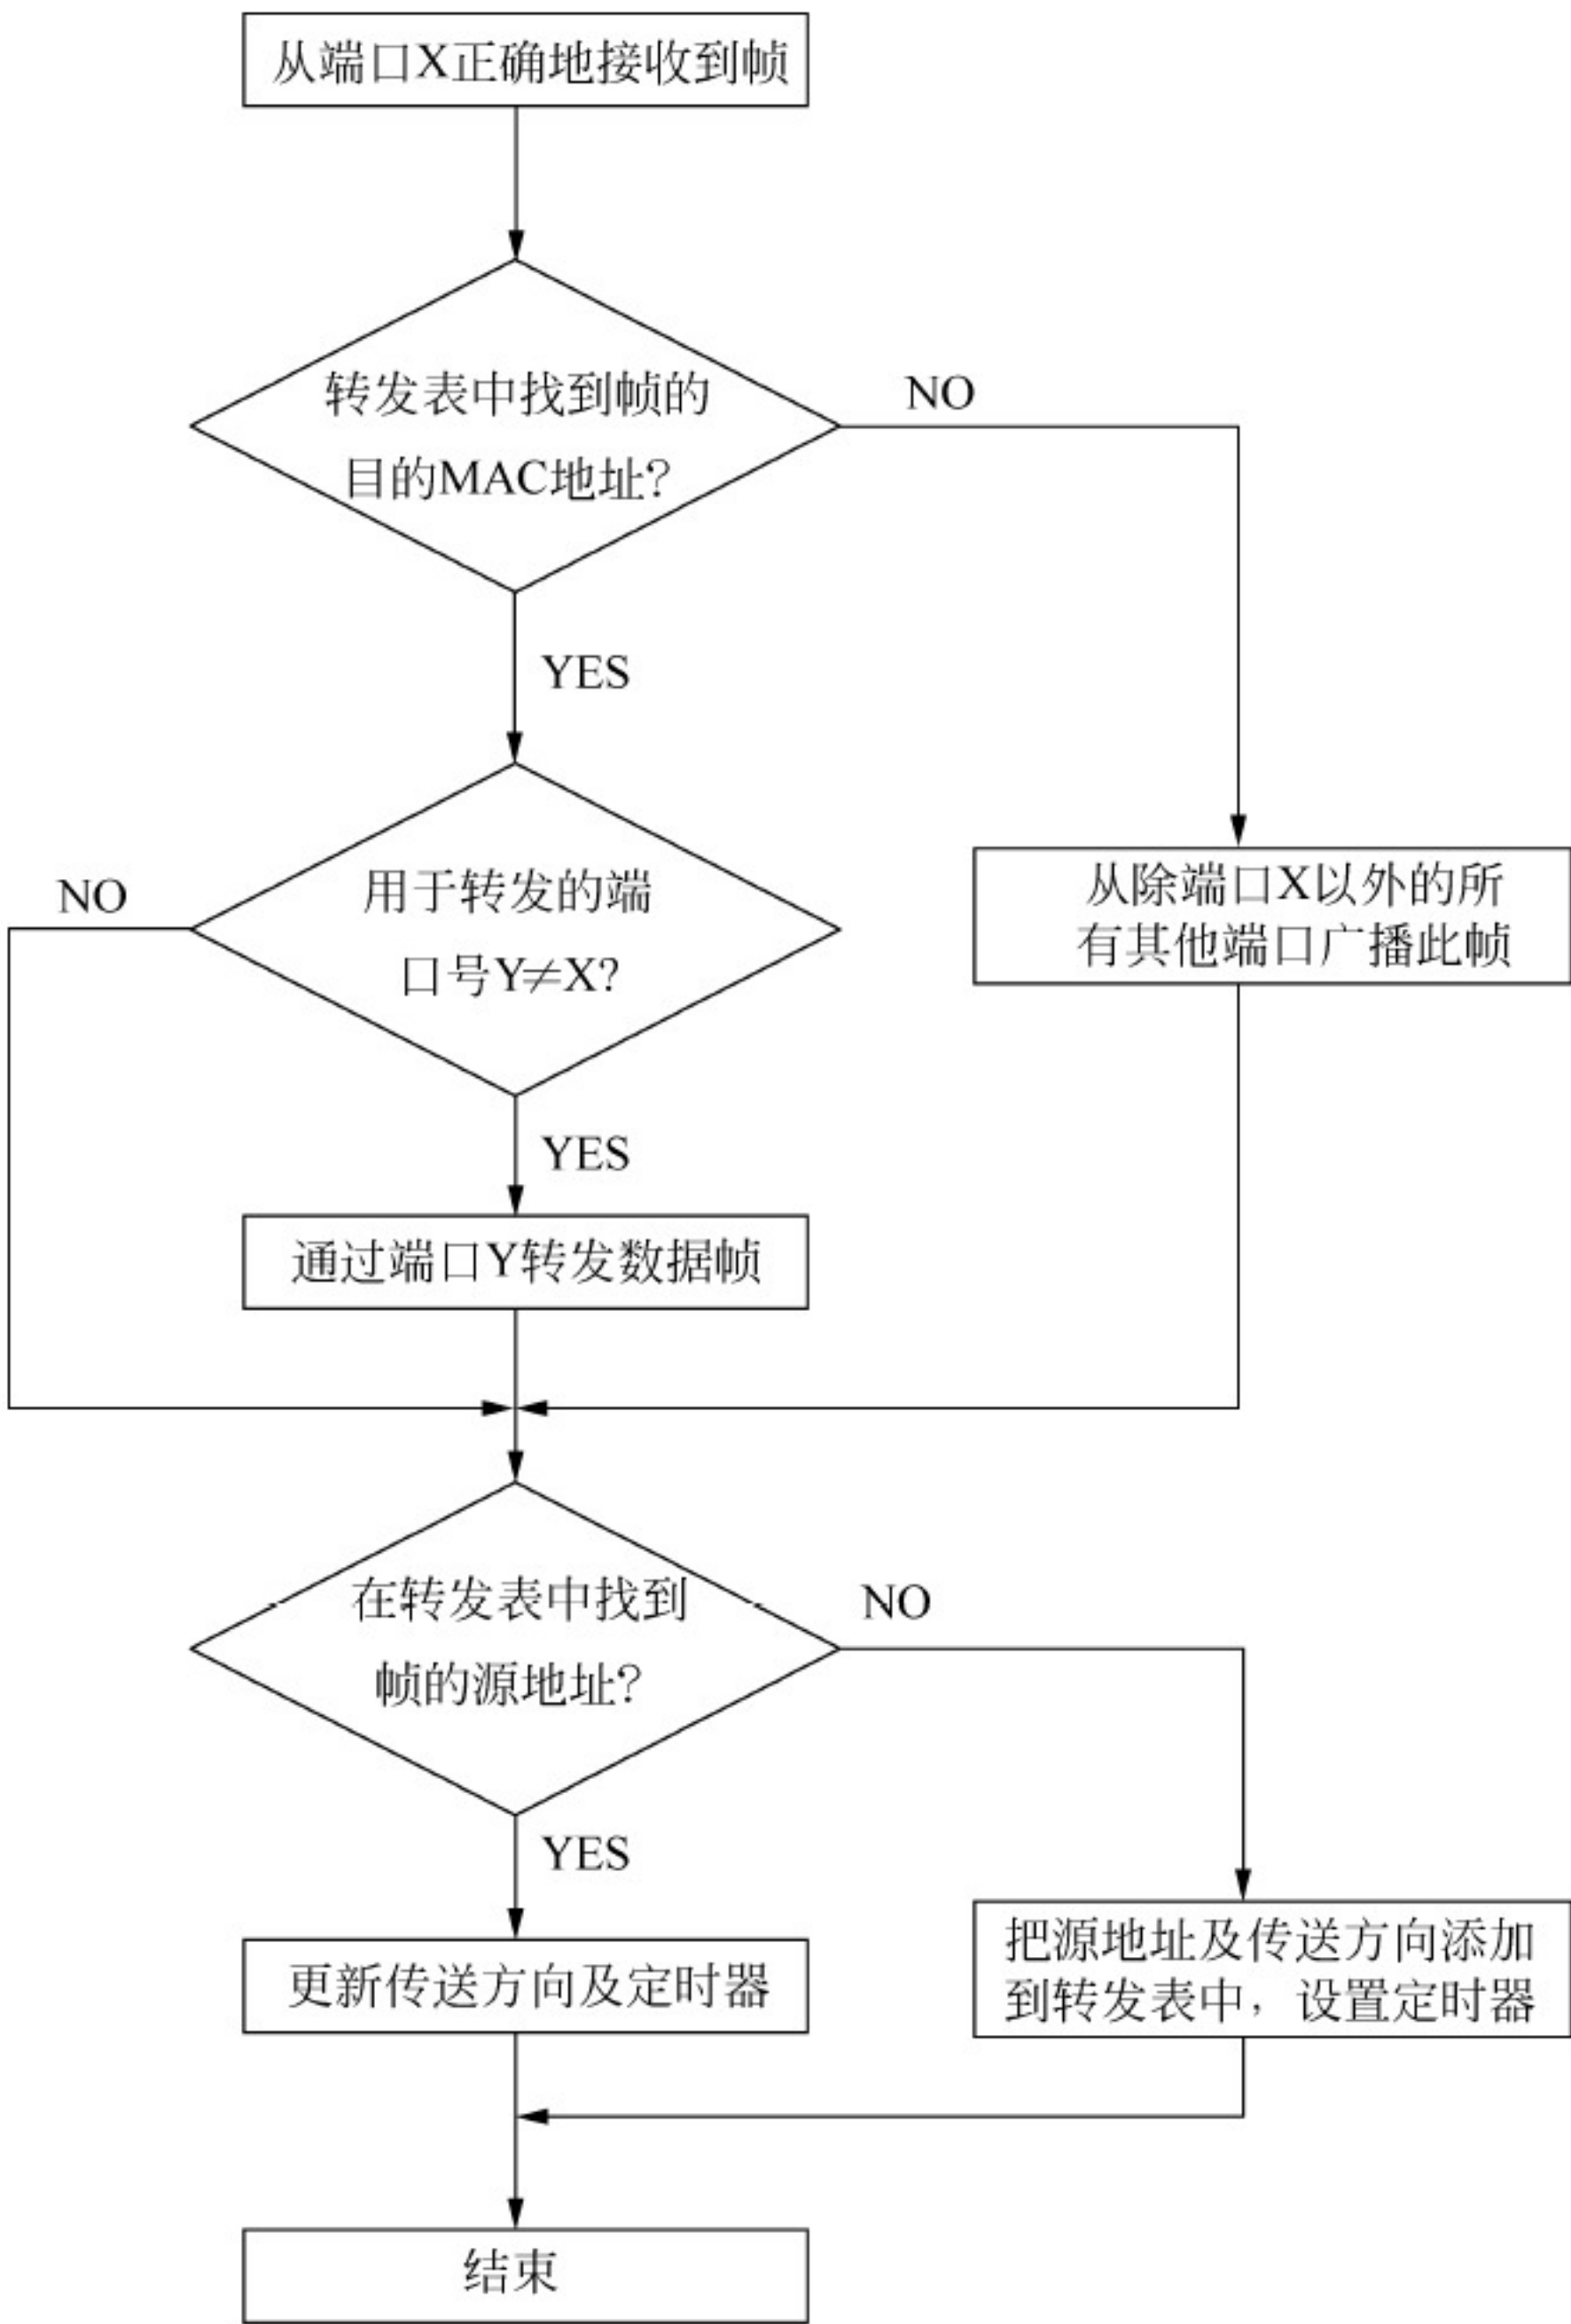 从端口X正确地接收到帧
转发表中找到帧的
目的MAC地址?
NO
YES
用于转发的端
口号Y≠X?
NO
从除端口X以外的所
有其他端口广播此帧
YES
通过端口Y转发数据帧
在转发表中找到
帧的源地址?
NO
YES
更新传送方向及定时器
把源地址及传送方向添加
到转发表中，设置定时器
结束